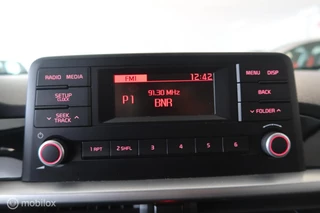 RADIO MEDIA
FM1 12:42
MENU DISP
SETUP
91.30 MHz
P1 BNR
BACK
SEEK
TRACK
FOLDER
1 RPT 2 SHFL 3 4 5 6
mobilox